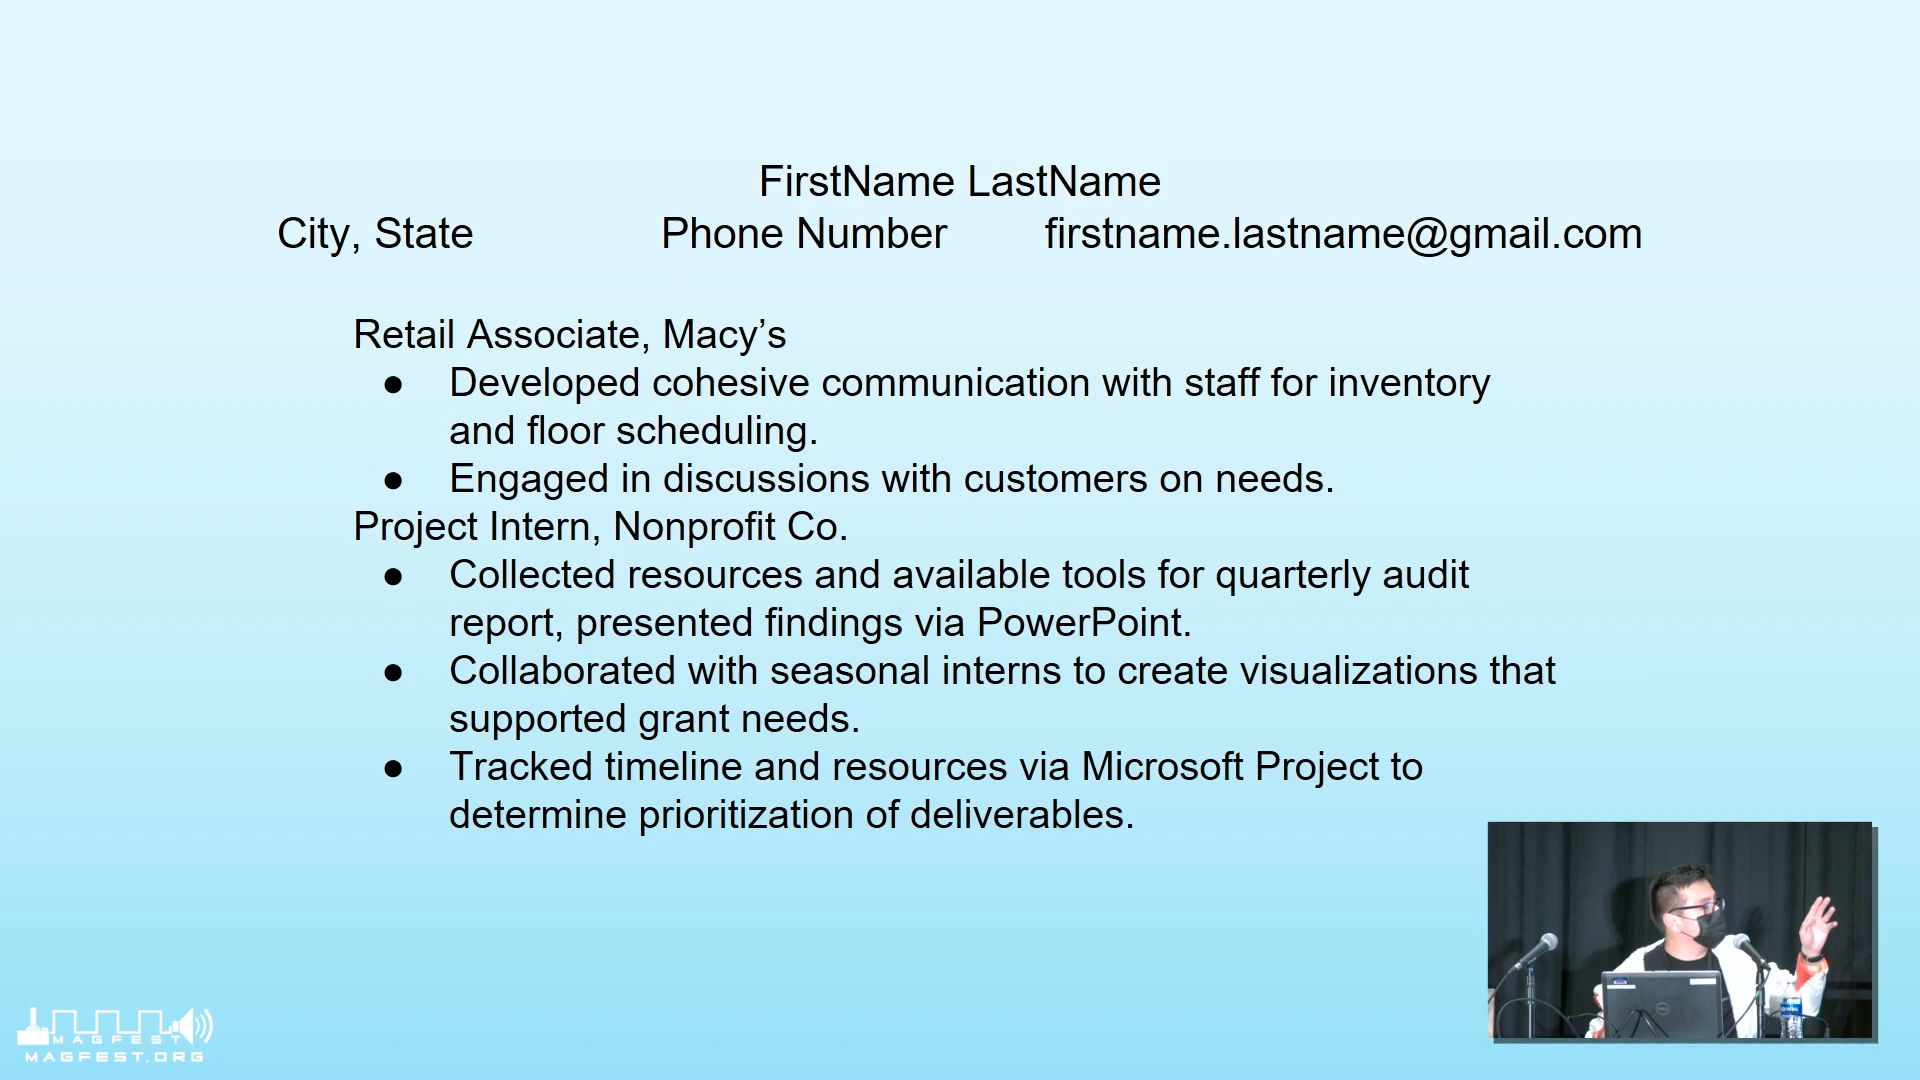 FirstName LastName
City, State Phone Number firstname.lastname@gmail.com
Retail Associate, Macy’s
● Developed cohesive communication with staff for inventory
and floor scheduling.
● Engaged in discussions with customers on needs.
Project Intern, Nonprofit Co.
● Collected resources and available tools for quarterly audit
report, presented findings via PowerPoint.
● Collaborated with seasonal interns to create visualizations that
supported grant needs.
● Tracked timeline and resources via Microsoft Project to
determine prioritization of deliverables.
MAGFEST
MAGFEST.ORG